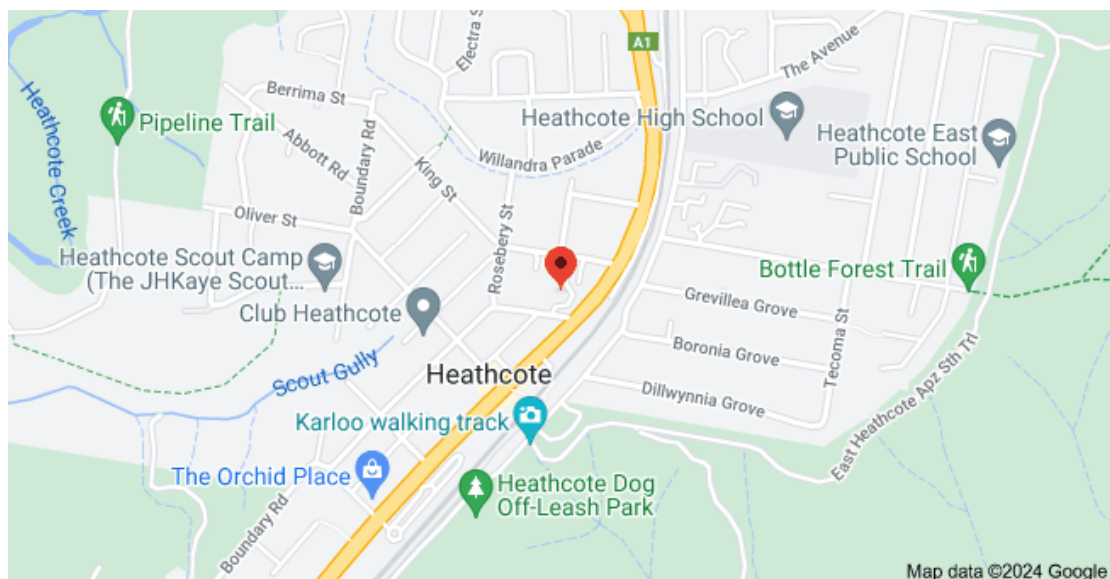 A1
Electra S
The Avenue
Heathcote-Creek
Berrima St
Pipeline Trail
Abbott Rd
Boundary Rd
King St
Willandra Parade
Heathcote High School
Heathcote East
Public School
Oliver St
Rosebery St
Heathcote Scout Camp
(The JHKaye Scout...
Club Heathcote
Bottle Forest Trail
Grevillea Grove
Boronia Grove
Tecoma St
Dillwynnia Grove
East Heathcote Apz Sth Trl
Scout Gully
Heathcote
Karloo walking track
The Orchid Place
Heathcote Dog
Off-Leash Park
Boundary Rd
Map data ©2024 Google